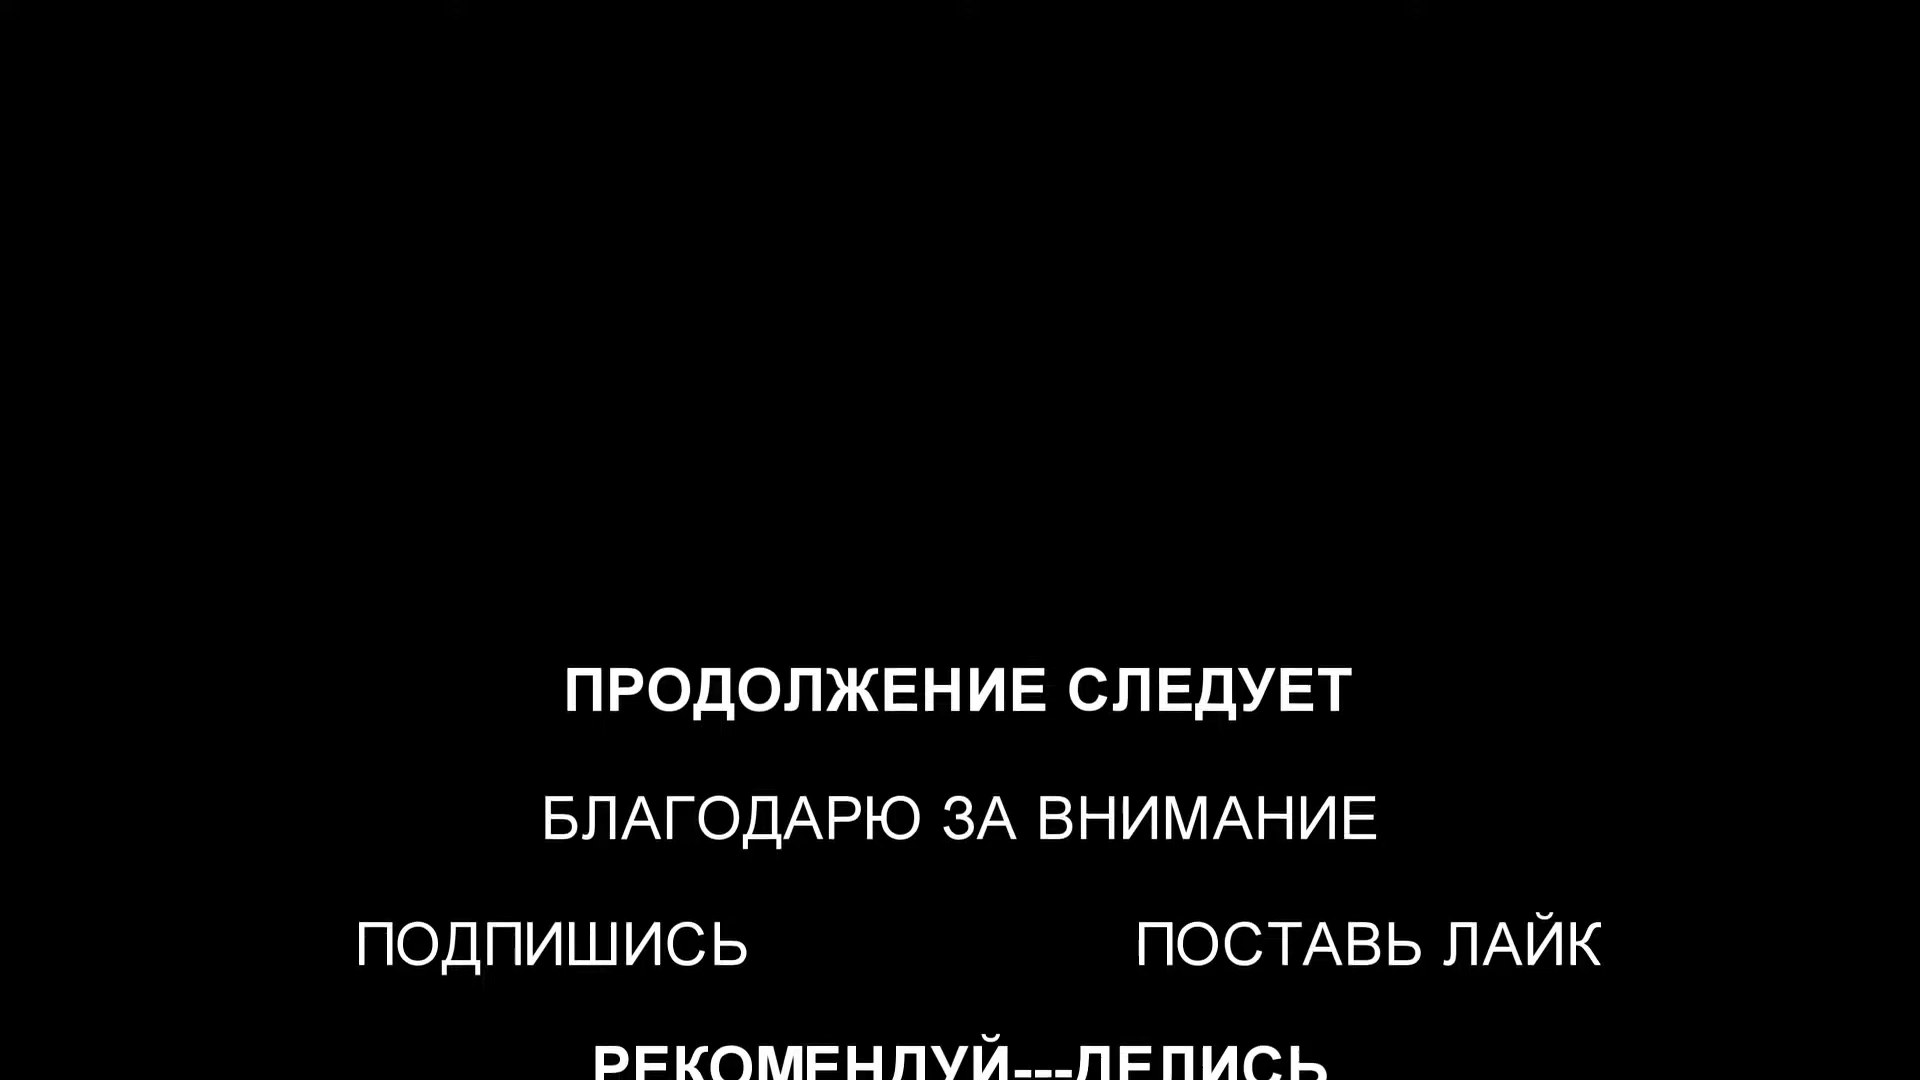 ПРОДОЛЖЕНИЕ СЛЕДУЕТ
БЛАГОДАРЮ ЗА ВНИМАНИЕ
ПОДПИШИСЬ ПОСТАВЬ ЛАЙК
РЕКОМЕНДУЙ---ДЕЛИСЬ